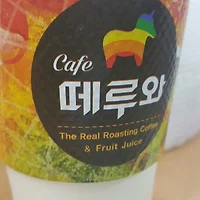 Cafe
떼루와
The Real Roasting Coffee
& Fruit Juice